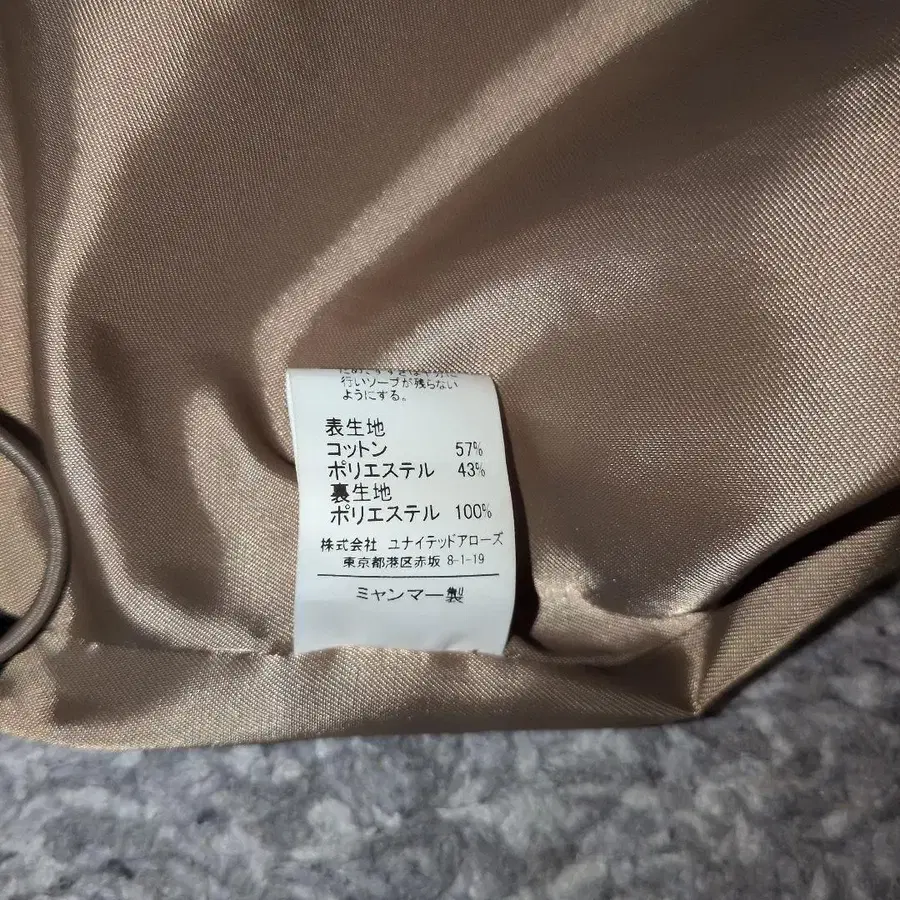 行いソープが残らない
ようにする。
表生地
コットン 57%
ポリエステル 43%
裏生地
ポリエステル 100%
株式会社 ユナイテッドアローズ
東京都港区赤坂 8-1-19
ミャンマー製